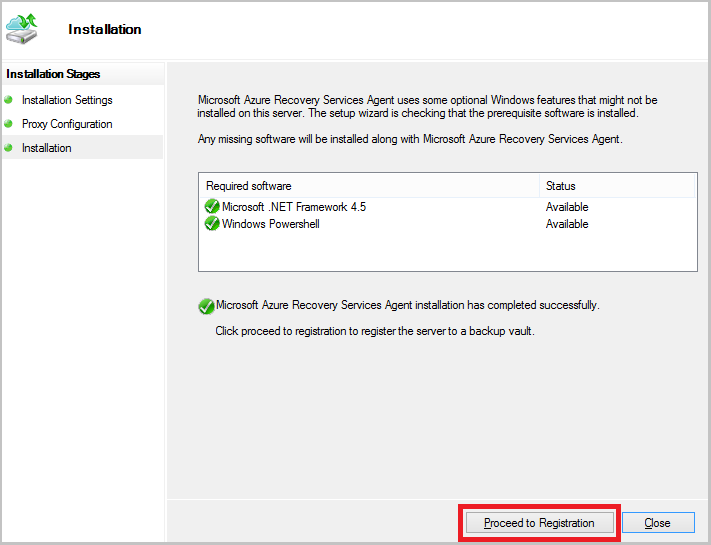 Installation
Installation Stages
Installation Settings
Proxy Configuration
Installation
Microsoft Azure Recovery Services Agent uses some optional Windows features that might not be
installed on this server. The setup wizard is checking that the prerequisite software is installed.
Any missing software will be installed along with Microsoft Azure Recovery Services Agent.
Required software Status
Microsoft .NET Framework 4.5 Available
Windows Powershell Available
Microsoft Azure Recovery Services Agent installation has completed successfully.
Click proceed to registration to register the server to a backup vault.
Proceed to Registration Close